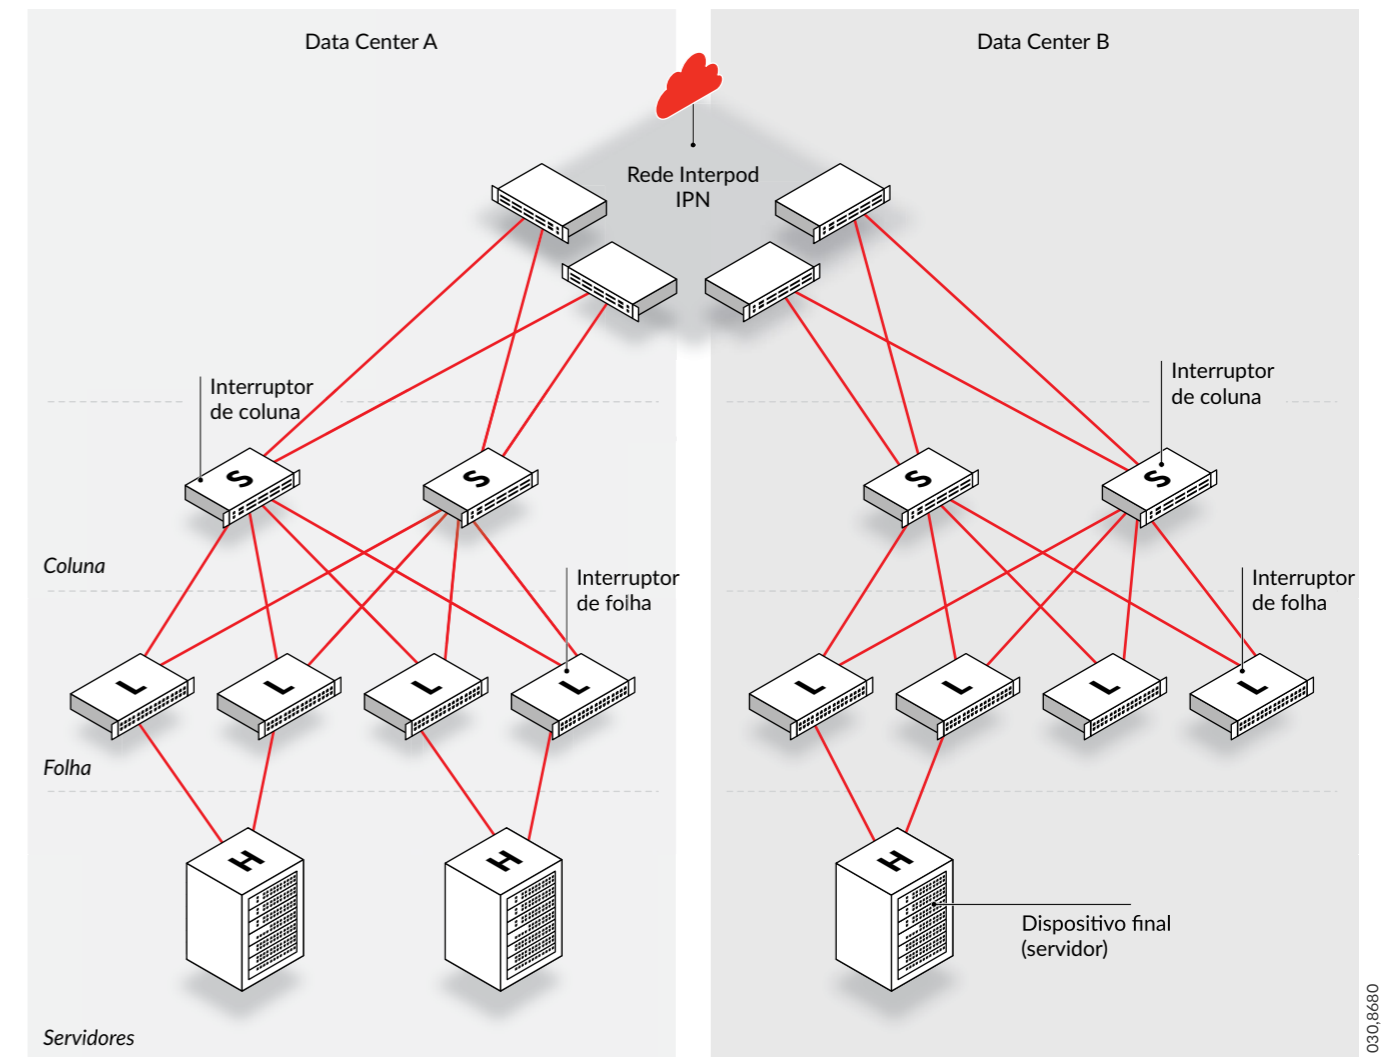 Data Center A
Data Center B
Rede Interpod
IPN
Interruptor
de coluna
Interruptor
de coluna
S
S
S
S
Coluna
Interruptor
de folha
Interruptor
de folha
L
L
L
L
L
L
L
L
Folha
H
H
H
Dispositivo final
(servidor)
Servidores
030,8680